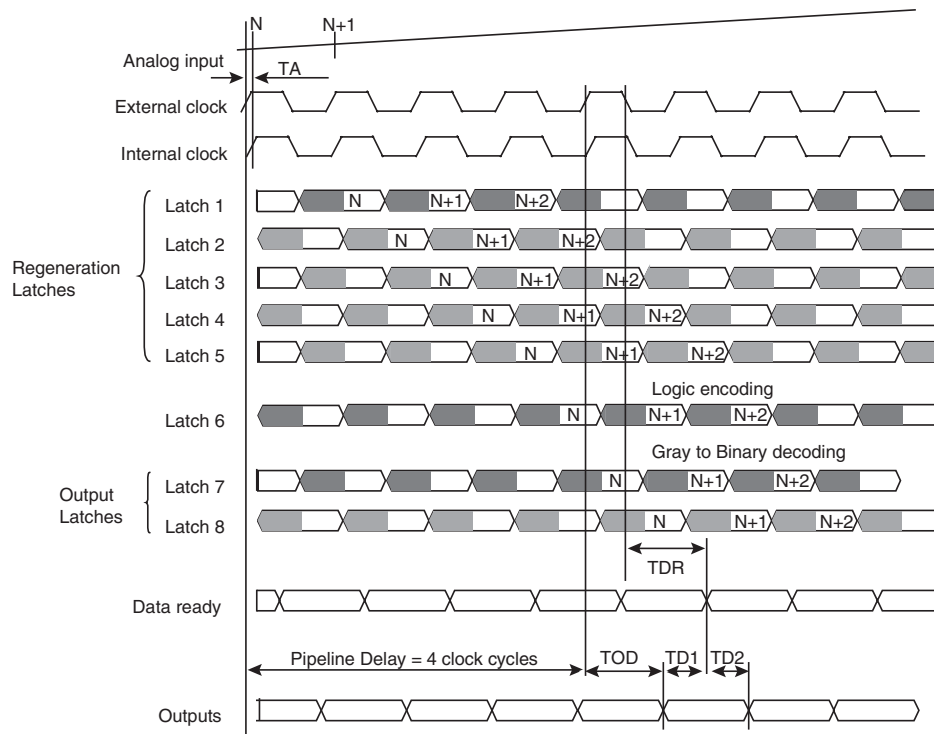 N
N+1
Analog input
TA
External clock
Internal clock
Latch 1 N N+1 N+2
Latch 2 N N+1 N+2
Regeneration
Latches
Latch 3 N N+1 N+2
Latch 4 N N+1 N+2
Latch 5 N N+1 N+2
Logic encoding
Latch 6 N N+1 N+2
Gray to Binary decoding
Output
Latches
Latch 7 N N+1 N+2
Latch 8 N N+1 N+2
TDR
Data ready
Pipeline Delay = 4 clock cycles TOD TD1 TD2
Outputs